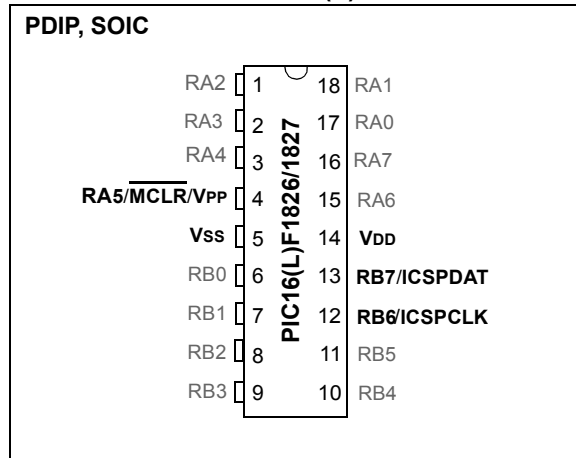 PDIP, SOIC
RA2 1 18 RA1
RA3 2 17 RA0
RA4 3 16 RA7
RA5/MCLR/VPP 4 15 RA6
VSS 5 14 VDD
RB0 6 13 RB7/ICSPDAT
RB1 7 12 RB6/ICSPCLK
RB2 8 11 RB5
RB3 9 10 RB4
PIC16(L)F1826/1827